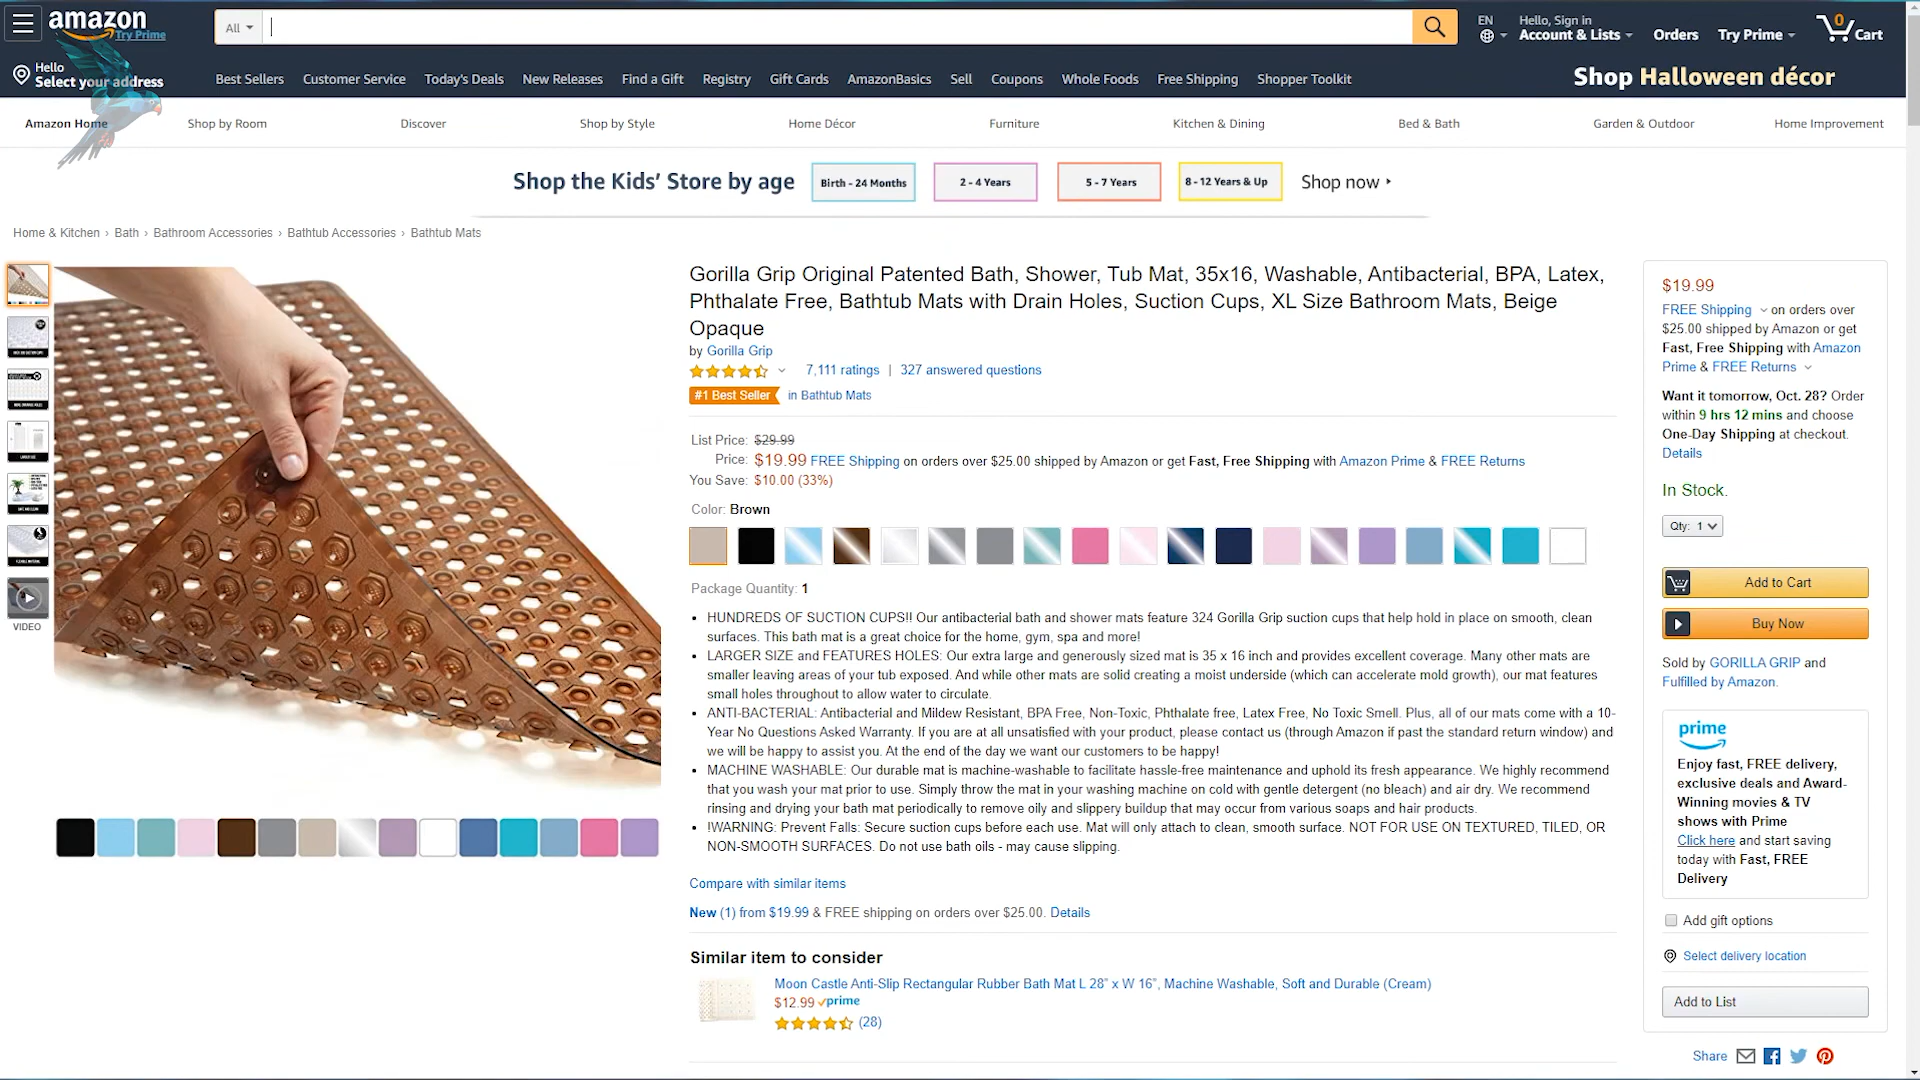 amazon
Try Prime
All
EN
Hello, Sign in
Account & Lists
Orders
Try Prime
0
Cart
Hello
Select your address
Best Sellers
Customer Service
Today's Deals
New Releases
Find a Gift
Registry
Gift Cards
AmazonBasics
Sell
Coupons
Whole Foods
Free Shipping
Shopper Toolkit
Shop Halloween décor
Amazon Home
Shop by Room
Discover
Shop by Style
Home Décor
Furniture
Kitchen & Dining
Bed & Bath
Garden & Outdoor
Home Improvement
Shop the Kids' Store by age
Birth - 24 Months
2 - 4 Years
5 - 7 Years
8 - 12 Years & Up
Shop now
Home & Kitchen › Bath › Bathroom Accessories › Bathtub Accessories › Bathtub Mats
VIDEO
Gorilla Grip Original Patented Bath, Shower, Tub Mat, 35x16, Washable, Antibacterial, BPA, Latex,
Phthalate Free, Bathtub Mats with Drain Holes, Suction Cups, XL Size Bathroom Mats, Beige
Opaque
by Gorilla Grip
7,111 ratings | 327 answered questions
#1 Best Seller in Bathtub Mats
List Price: $29.99
Price: $19.99 FREE Shipping on orders over $25.00 shipped by Amazon or get Fast, Free Shipping with Amazon Prime & FREE Returns
You Save: $10.00 (33%)
Color: Brown
Package Quantity: 1
• HUNDREDS OF SUCTION CUPS!! Our antibacterial bath and shower mats feature 324 Gorilla Grip suction cups that help hold in place on smooth, clean
surfaces. This bath mat is a great choice for the home, gym, spa and more!
• LARGER SIZE and FEATURES HOLES: Our extra large and generously sized mat is 35 x 16 inch and provides excellent coverage. Many other mats are
smaller leaving areas of your tub exposed. And while other mats are solid creating a moist underside (which can accelerate mold growth), our mat features
small holes throughout to allow water to circulate.
• ANTI-BACTERIAL: Antibacterial and Mildew Resistant, BPA Free, Non-Toxic, Phthalate free, Latex Free, No Toxic Smell. Plus, all of our mats come with a 10-
Year No Questions Asked Warranty. If you are at all unsatisfied with your product, please contact us (through Amazon if past the standard return window) and
we will be happy to assist you. At the end of the day we want our customers to be happy!
• MACHINE WASHABLE: Our durable mat is machine-washable to facilitate hassle-free maintenance and uphold its fresh appearance. We highly recommend
that you wash your mat prior to use. Simply throw the mat in your washing machine on cold with gentle detergent (no bleach) and air dry. We recommend
rinsing and drying your bath mat periodically to remove oily and slippery buildup that may occur from various soaps and hair products.
• !WARNING: Prevent Falls: Secure suction cups before each use. Mat will only attach to clean, smooth surface. NOT FOR USE ON TEXTURED, TILED, OR
NON-SMOOTH SURFACES. Do not use bath oils - may cause slipping.
Compare with similar items
New (1) from $19.99 & FREE shipping on orders over $25.00. Details
Similar item to consider
Moon Castle Anti-Slip Rectangular Rubber Bath Mat L 28" x W 16", Machine Washable, Soft and Durable (Cream)
$12.99 prime
(28)
$19.99
FREE Shipping on orders over
$25.00 shipped by Amazon or get
Fast, Free Shipping with Amazon
Prime & FREE Returns
Want it tomorrow, Oct. 28? Order
within 9 hrs 12 mins and choose
One-Day Shipping at checkout.
Details
In Stock.
Qty: 1
Add to Cart
Buy Now
Sold by GORILLA GRIP and
Fulfilled by Amazon.
prime
Enjoy fast, FREE delivery,
exclusive deals and Award-
Winning movies & TV
shows with Prime
Click here and start saving
today with Fast, FREE
Delivery
Add gift options
Select delivery location
Add to List
Share